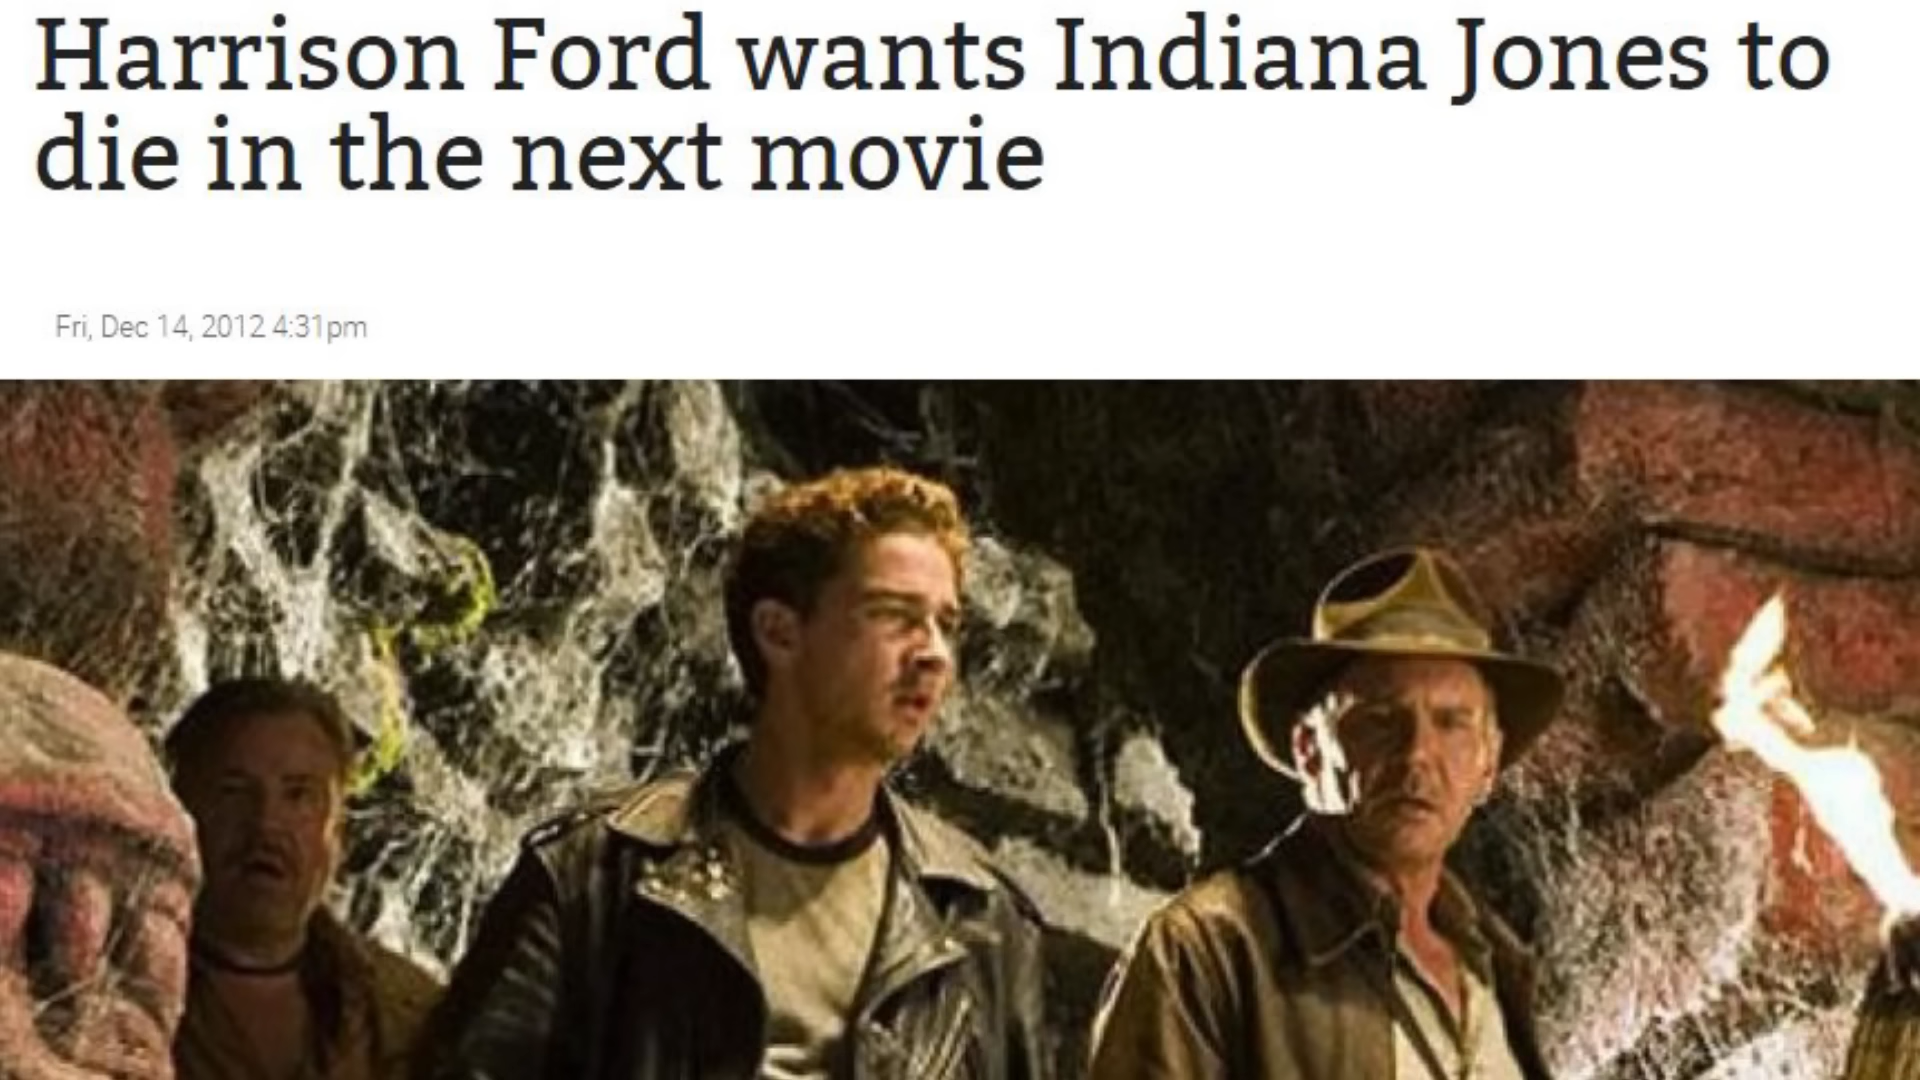 Harrison Ford wants Indiana Jones to
die in the next movie
Fri, Dec 14, 2012 4:31pm